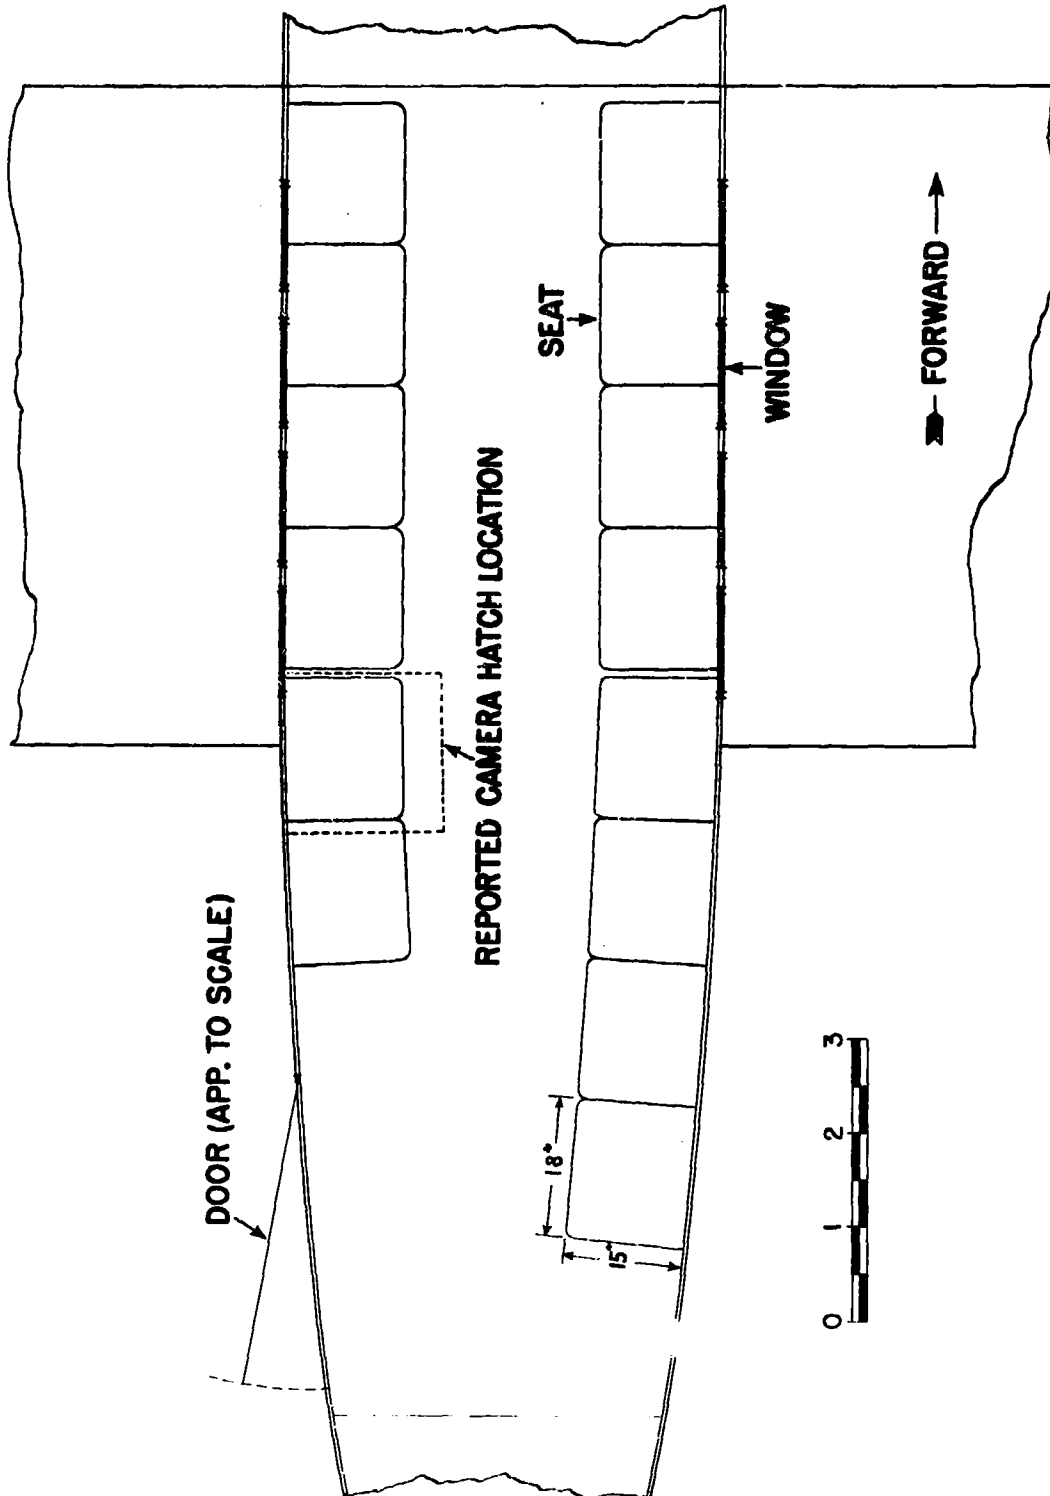 DOOR (APP. TO SCALE)
REPORTED CAMERA HATCH LOCATION
SEAT
WINDOW
FORWARD
18"
15"
0 1 2 3